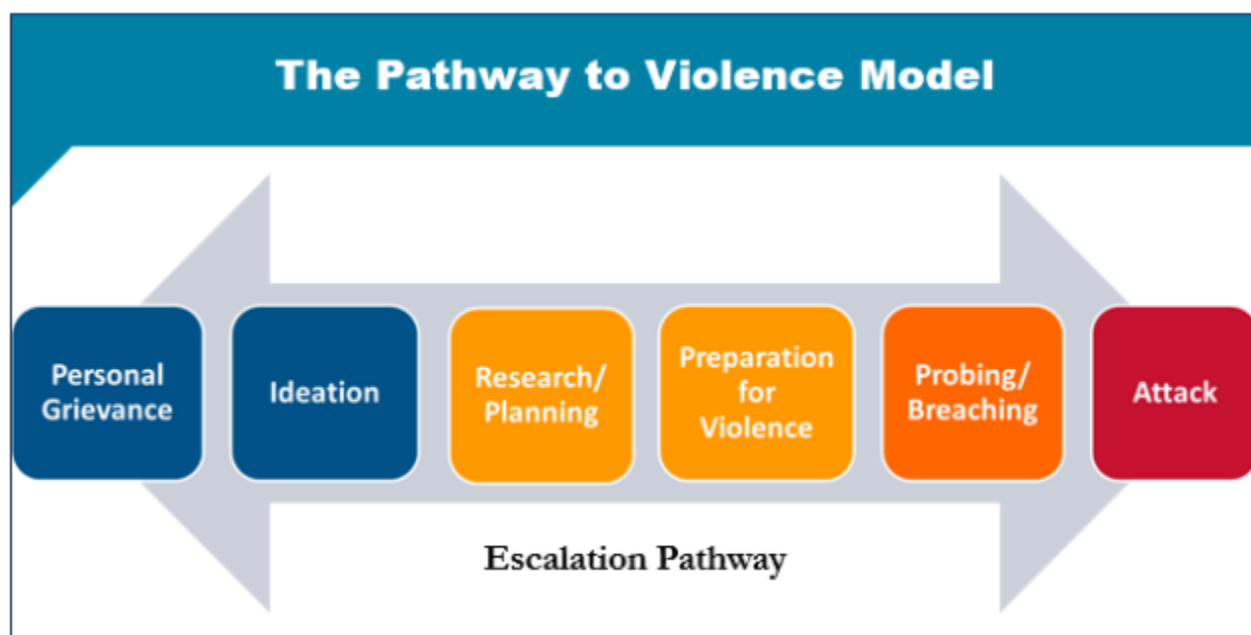 The Pathway to Violence Model
Personal
Grievance
Ideation
Research/
Planning
Preparation
for
Violence
Probing/
Breaching
Attack
Escalation Pathway